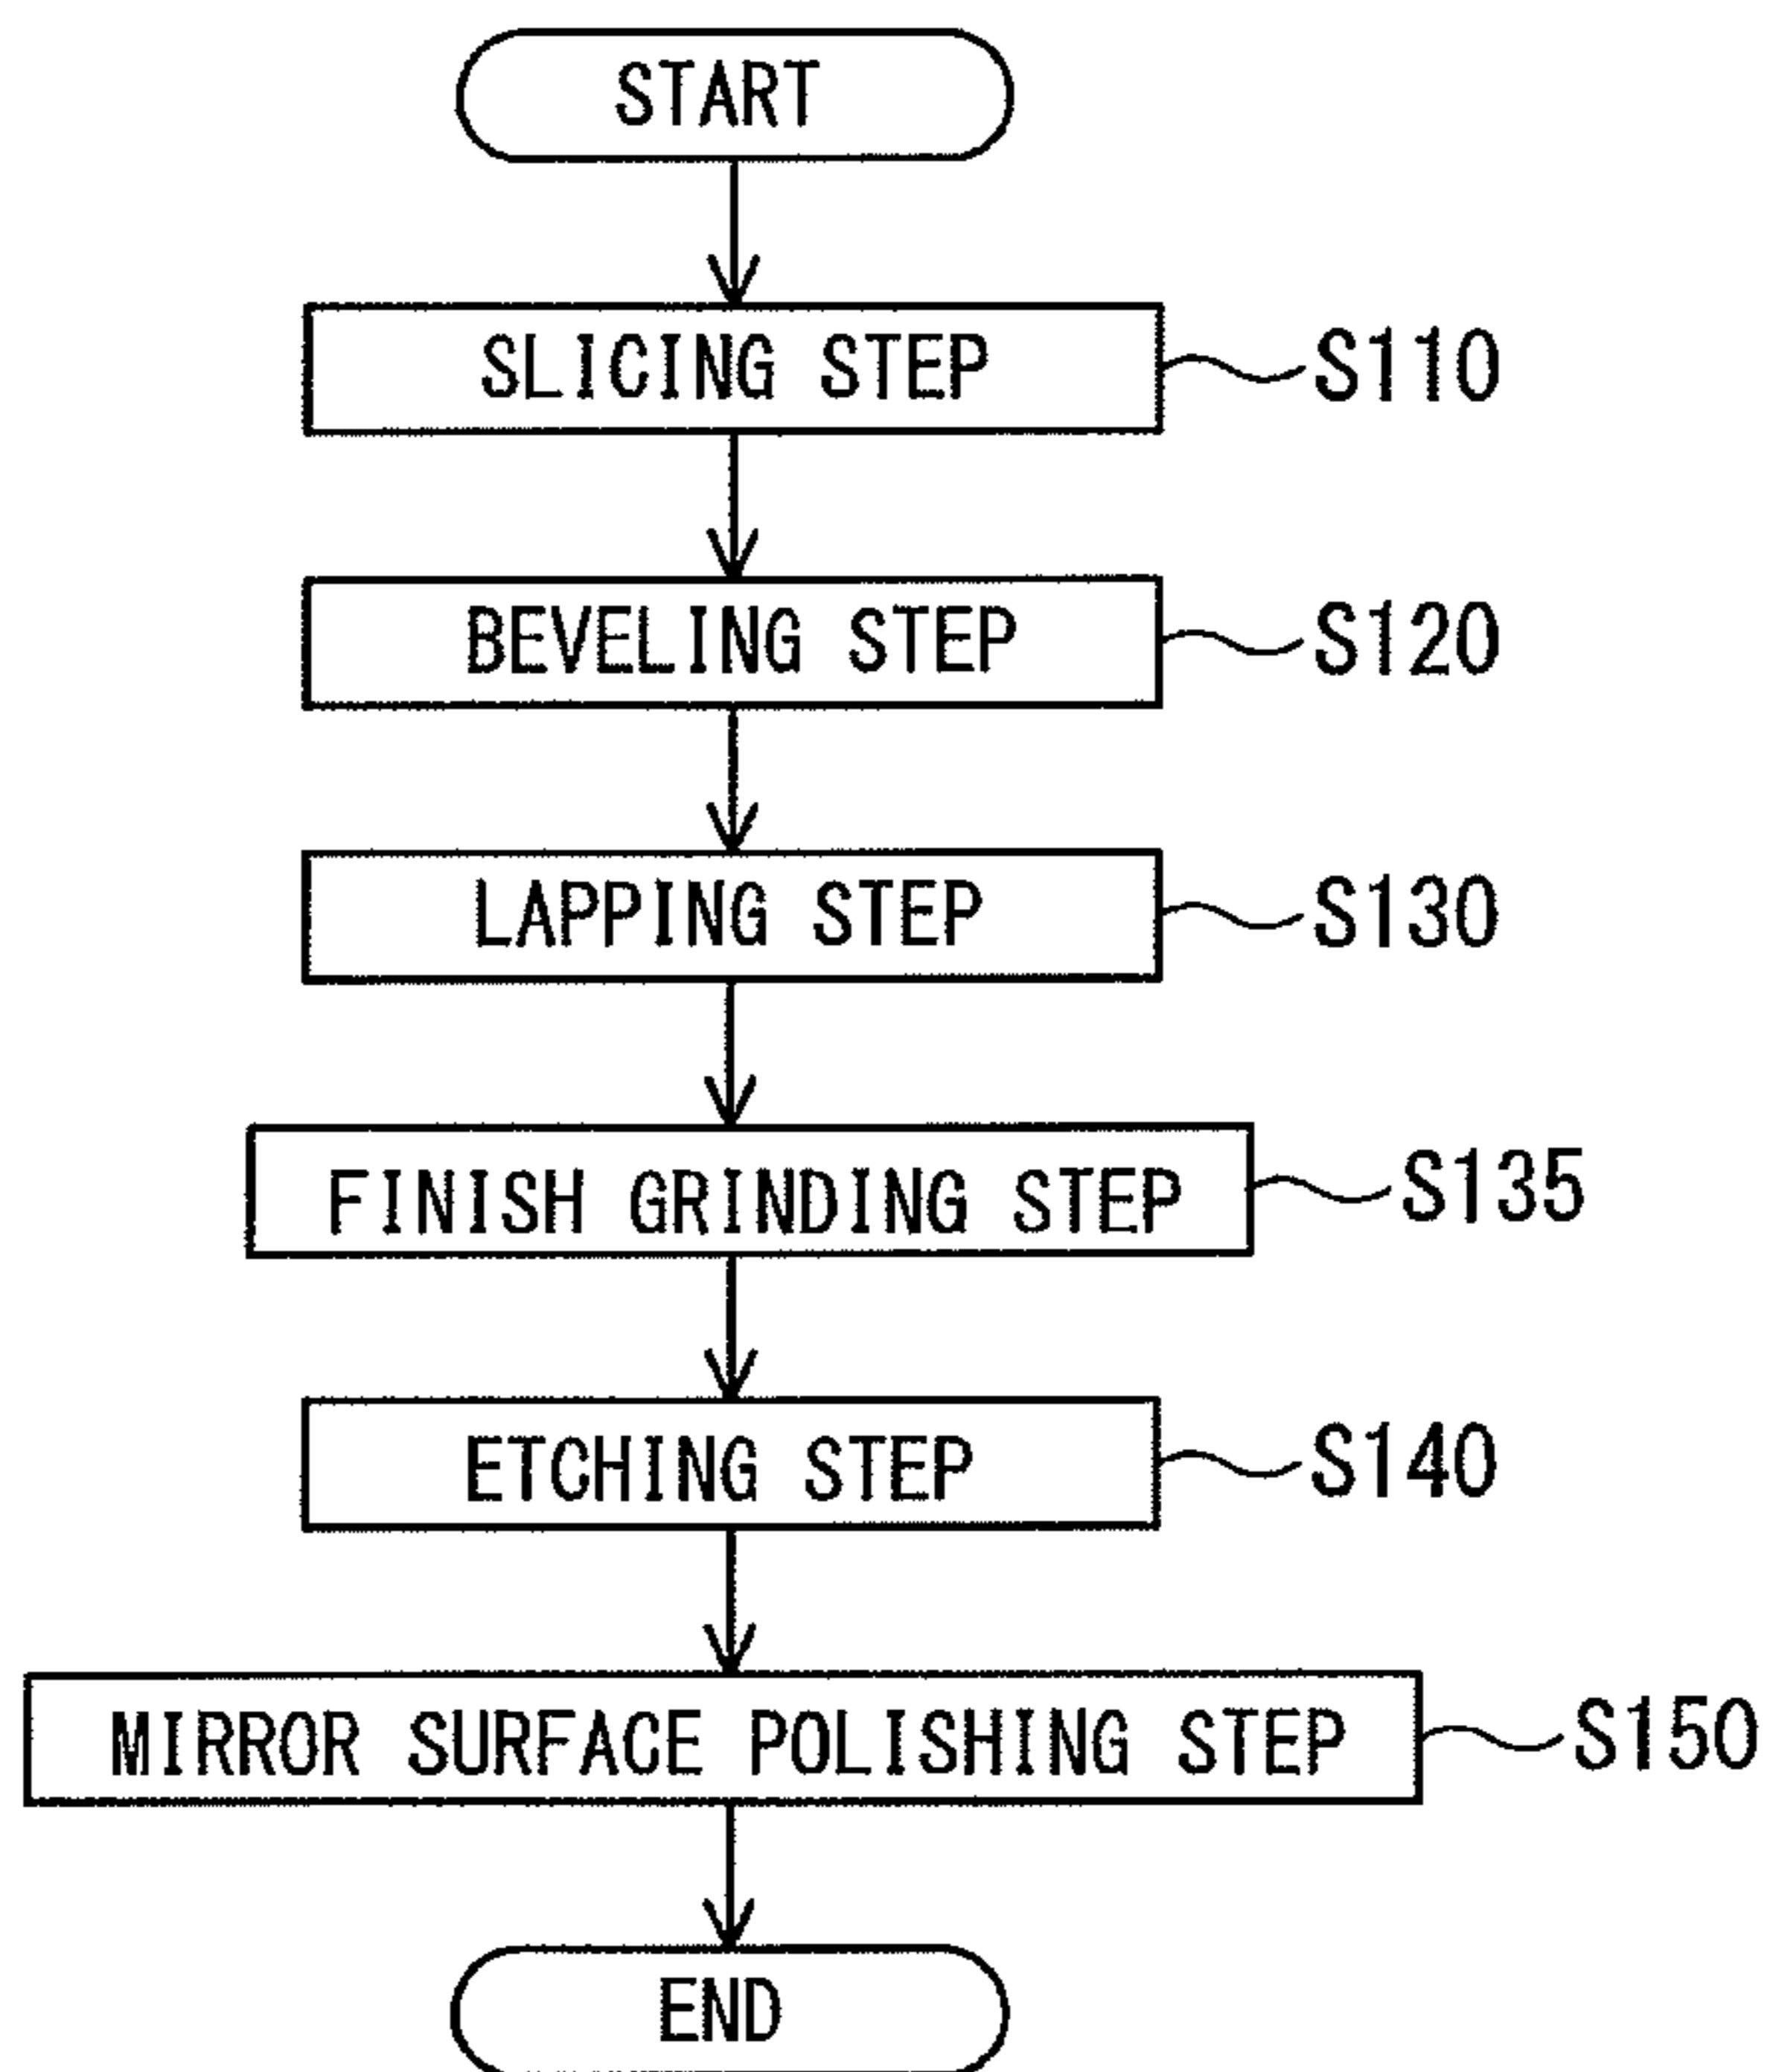 START
SLICING STEP S110
BEVELING STEP S120
LAPPING STEP S130
FINISH GRINDING STEP S135
ETCHING STEP S140
MIRROR SURFACE POLISHING STEP S150
END